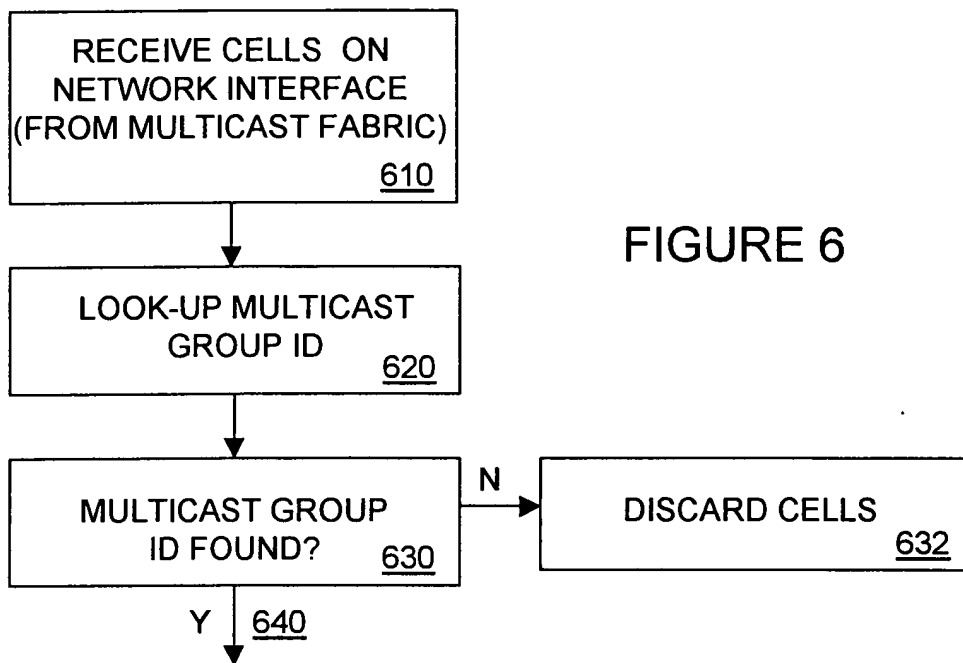 RECEIVE CELLS ON
NETWORK INTERFACE
(FROM MULTICAST FABRIC)
610
FIGURE 6
LOOK-UP MULTICAST
GROUP ID
620
MULTICAST GROUP
ID FOUND?
630
N
DISCARD CELLS
632
Y
640